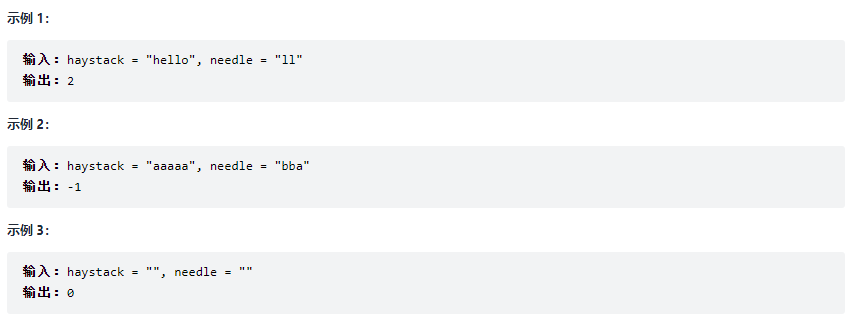 示例 1：
输入：haystack = "hello", needle = "ll"
输出：2
示例 2：
输入：haystack = "aaaaa", needle = "bba"
输出：-1
示例 3：
输入：haystack = "", needle = ""
输出：0